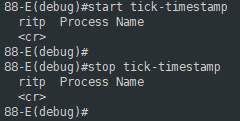 88-E(debug)#start tick-timestamp
ritp  Process Name
<cr>
88-E(debug)#
88-E(debug)#stop tick-timestamp
ritp  Process Name
<cr>
88-E(debug)#